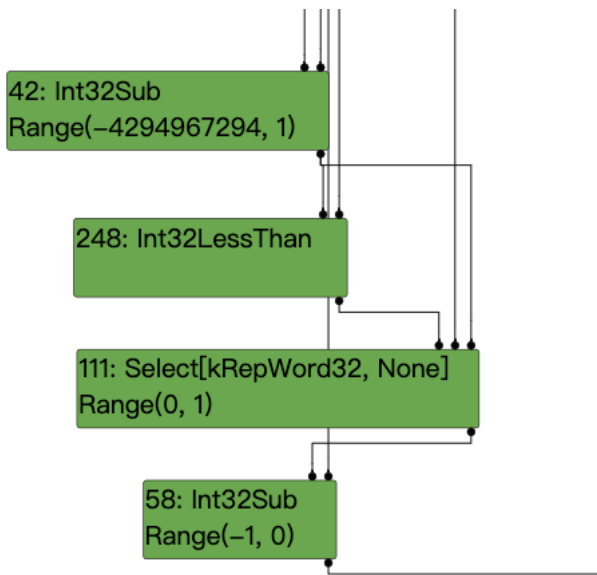 42: Int32Sub
Range(−4294967294, 1)
248: Int32LessThan
111: Select[kRepWord32, None]
Range(0, 1)
58: Int32Sub
Range(−1, 0)